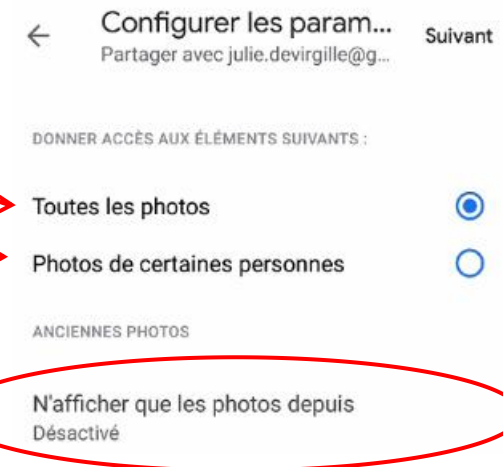 Configurer les param...
Suivant
Partager avec julie.devirgille@g...
DONNER ACCÈS AUX ÉLÉMENTS SUIVANTS :
Toutes les photos
Photos de certaines personnes
ANCIENNES PHOTOS
N'afficher que les photos depuis
Désactivé